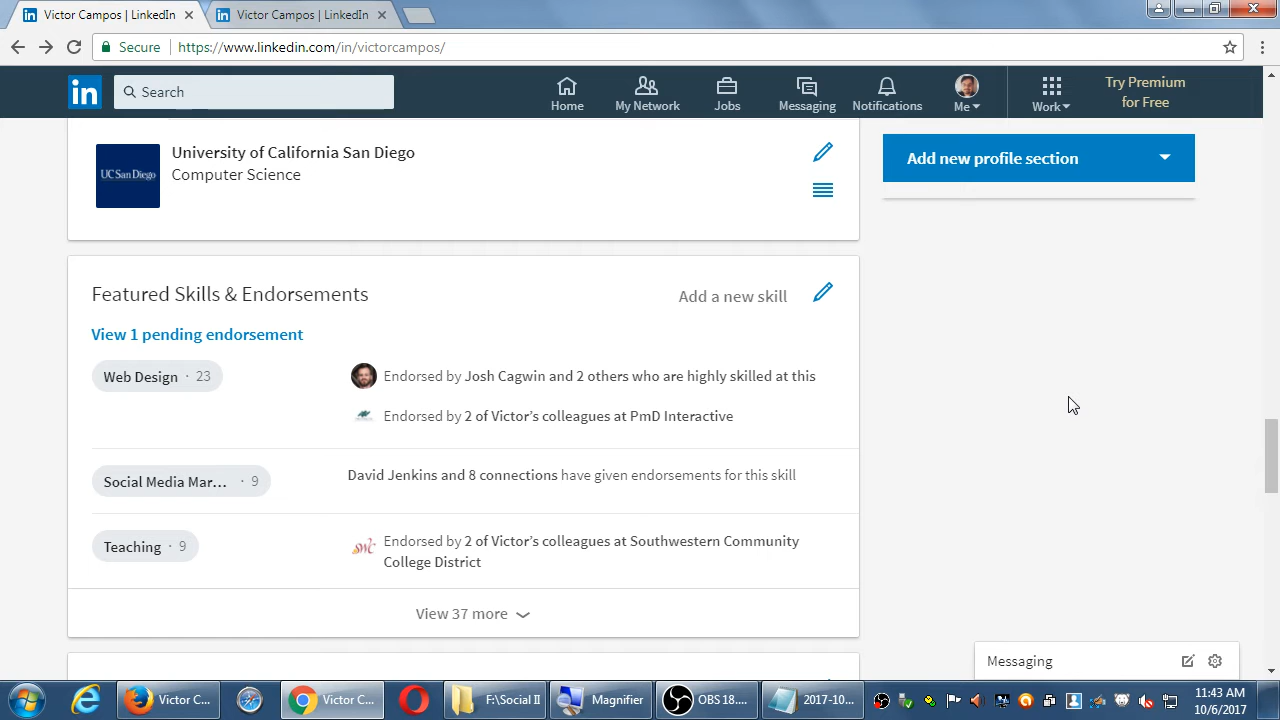 Victor Campos | LinkedIn
Victor Campos | LinkedIn
Secure
https://www.linkedin.com/in/victorcampos/
in
Search
Home
My Network
Jobs
Messaging
Notifications
Me
Work
Try Premium
for Free
UC San Diego
University of California San Diego
Computer Science
Add new profile section
Featured Skills & Endorsements
Add a new skill
View 1 pending endorsement
Web Design · 23
Endorsed by Josh Cagwin and 2 others who are highly skilled at this
Endorsed by 2 of Victor's colleagues at PmD Interactive
Social Media Mar... · 9
David Jenkins and 8 connections have given endorsements for this skill
Teaching · 9
Endorsed by 2 of Victor's colleagues at Southwestern Community
College District
View 37 more
Messaging
Victor C...
Victor C...
F:\Social II
Magnifier
OBS 18....
2017-10...
11:43 AM
10/6/2017